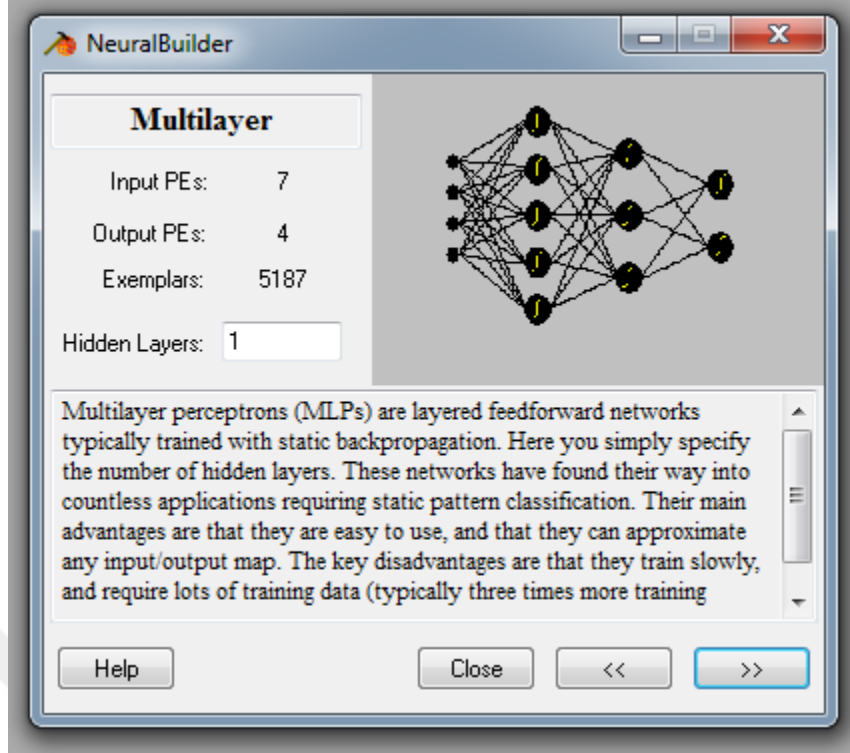 NeuralBuilder
Multilayer
Input PEs: 7
Output PEs: 4
Exemplars: 5187
Hidden Layers: 1
Multilayer perceptrons (MLPs) are layered feedforward networks
typically trained with static backpropagation. Here you simply specify
the number of hidden layers. These networks have found their way into
countless applications requiring static pattern classification. Their main
advantages are that they are easy to use, and that they can approximate
any input/output map. The key disadvantages are that they train slowly,
and require lots of training data (typically three times more training
Help Close << >>